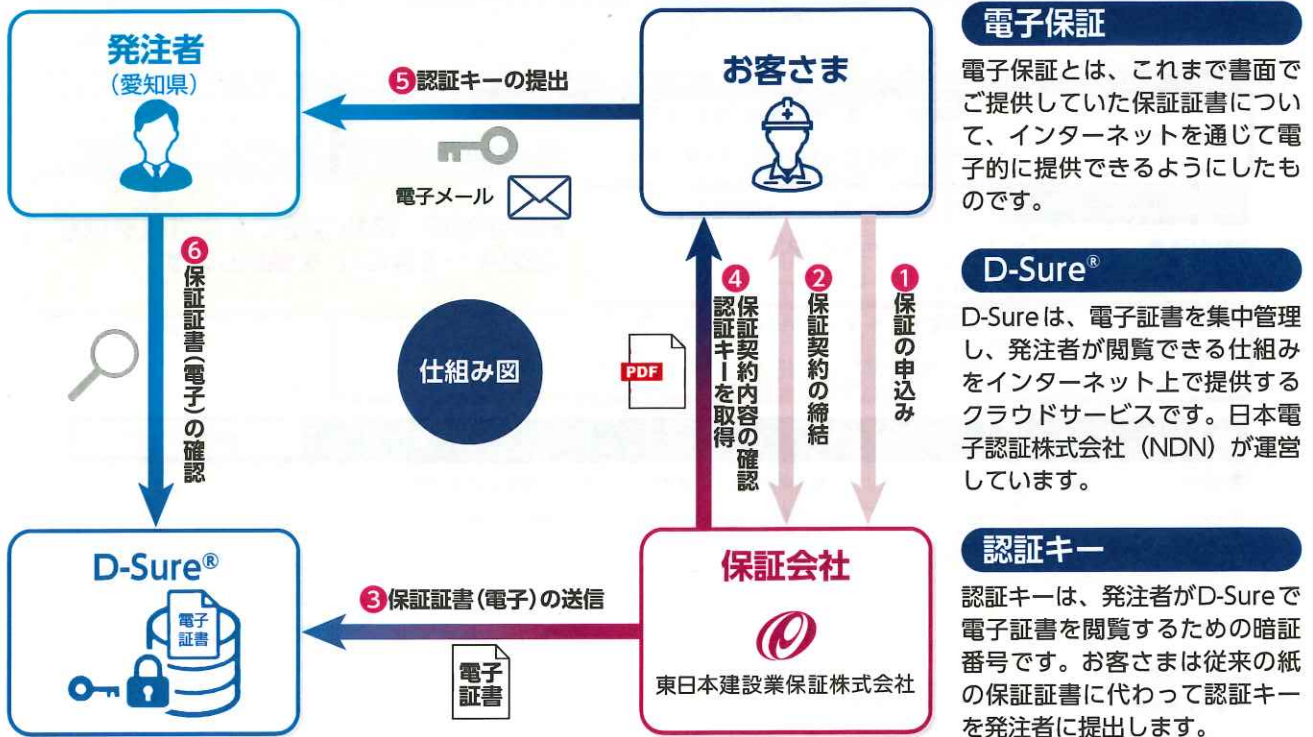 発注者
(愛知県)
❺認証キーの提出
電子メール
お客さま
❻保証証書(電子)の確認
仕組み図
PDF
❹保証契約内容の確認
認証キーを取得
❷保証契約の締結
❶保証の申込み
D-Sure®
電子
証書
❸保証証書(電子)の送信
電子
証書
保証会社
東日本建設業保証株式会社
電子保証
電子保証とは、これまで書面で
ご提供していた保証証書につい
て、インターネットを通じて電
子的に提供できるようにしたも
のです。
D-Sure®
D-Sureは、電子証書を集中管理
し、発注者が閲覧できる仕組み
をインターネット上で提供する
クラウドサービスです。日本電
子認証株式会社（NDN）が運営
しています。
認証キー
認証キーは、発注者がD-Sureで
電子証書を閲覧するための暗証
番号です。お客さまは従来の紙
の保証証書に代わって認証キー
を発注者に提出します。